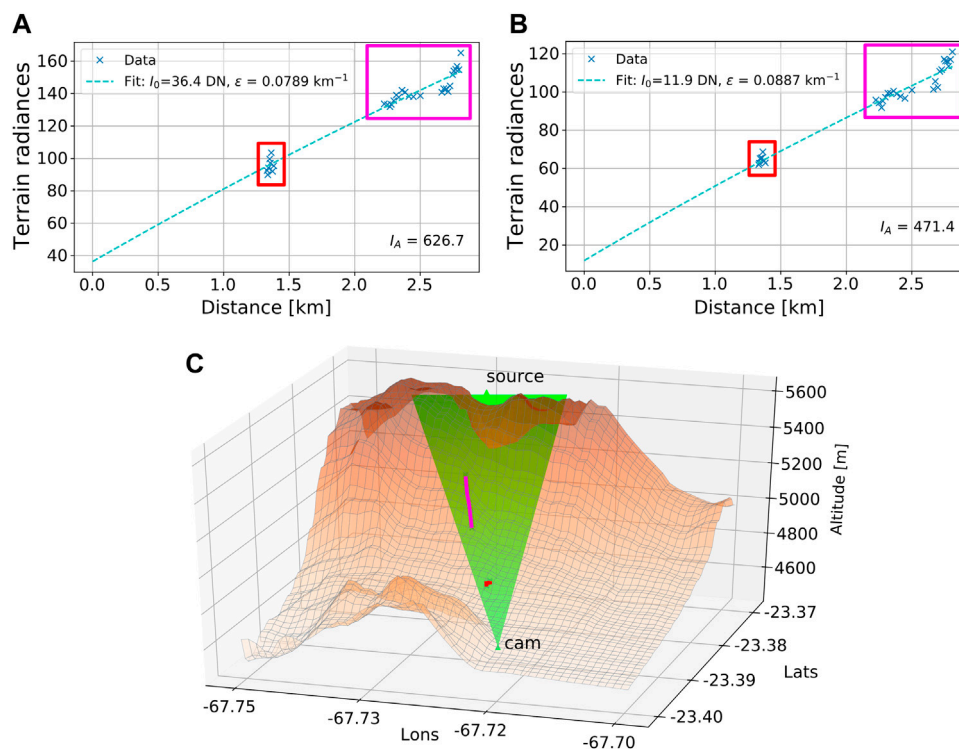 A
Terrain radiances
160
140
120
100
80
60
40
Data
Fit: I₀=36.4 DN, ε = 0.0789 km⁻¹
I_A = 626.7
0.0 0.5 1.0 1.5 2.0 2.5
Distance [km]
B
Terrain radiances
120
100
80
60
40
20
Data
Fit: I₀=11.9 DN, ε = 0.0887 km⁻¹
I_A = 471.4
0.0 0.5 1.0 1.5 2.0 2.5
Distance [km]
C
source
cam
5600
5400
5200
5000
4800
4600
Altitude [m]
-23.37
-23.38
-23.39
-23.40
Lats
-67.75 -67.73 -67.72 -67.70
Lons